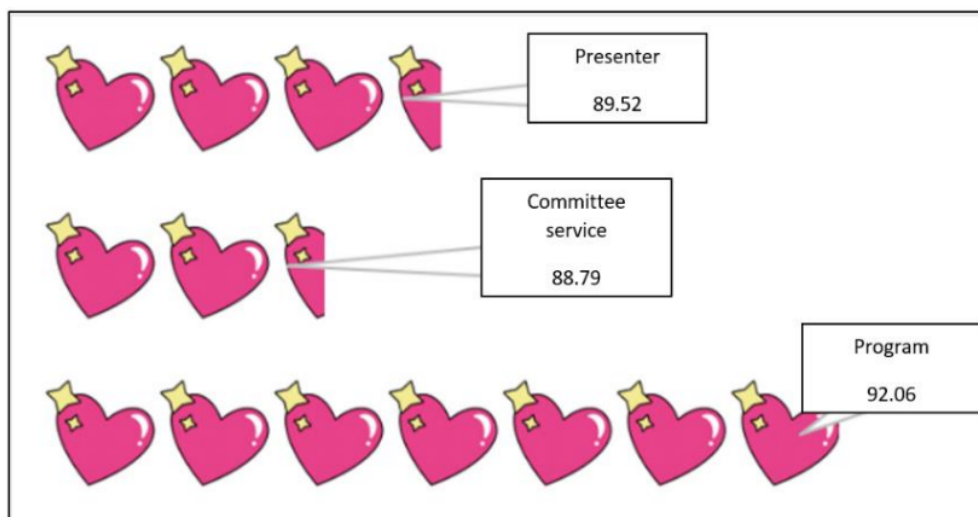 Presenter
89.52
Committee
service
88.79
Program
92.06